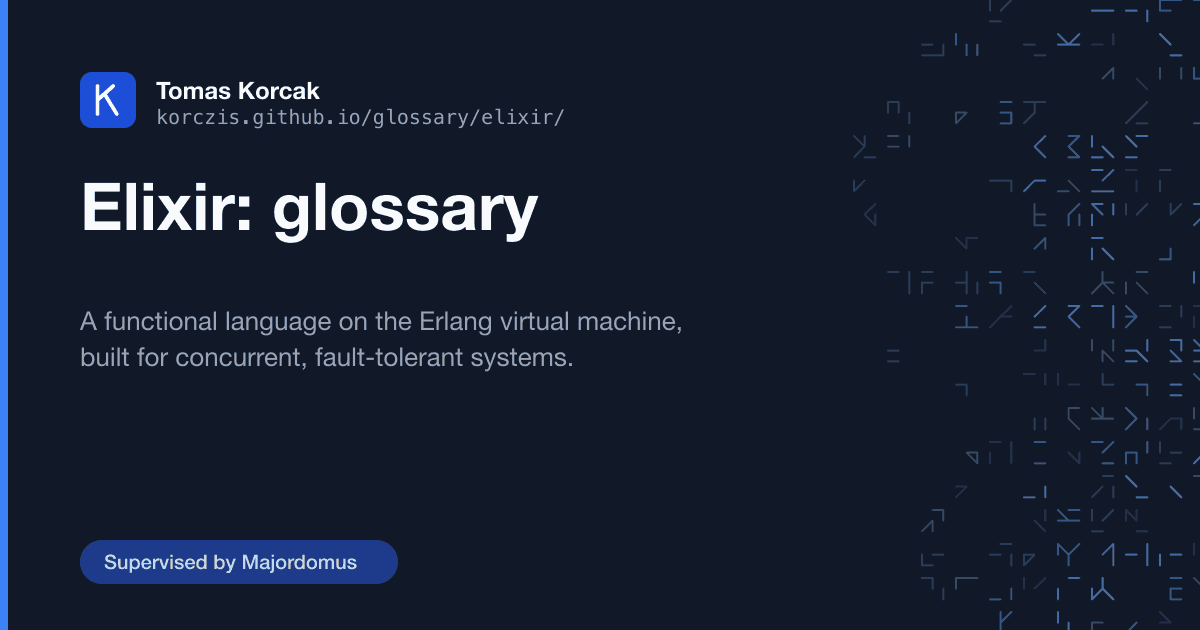 K
Tomas Korcak
korczis.github.io/glossary/elixir/
Elixir: glossary
A functional language on the Erlang virtual machine,
built for concurrent, fault-tolerant systems.
Supervised by Majordomus